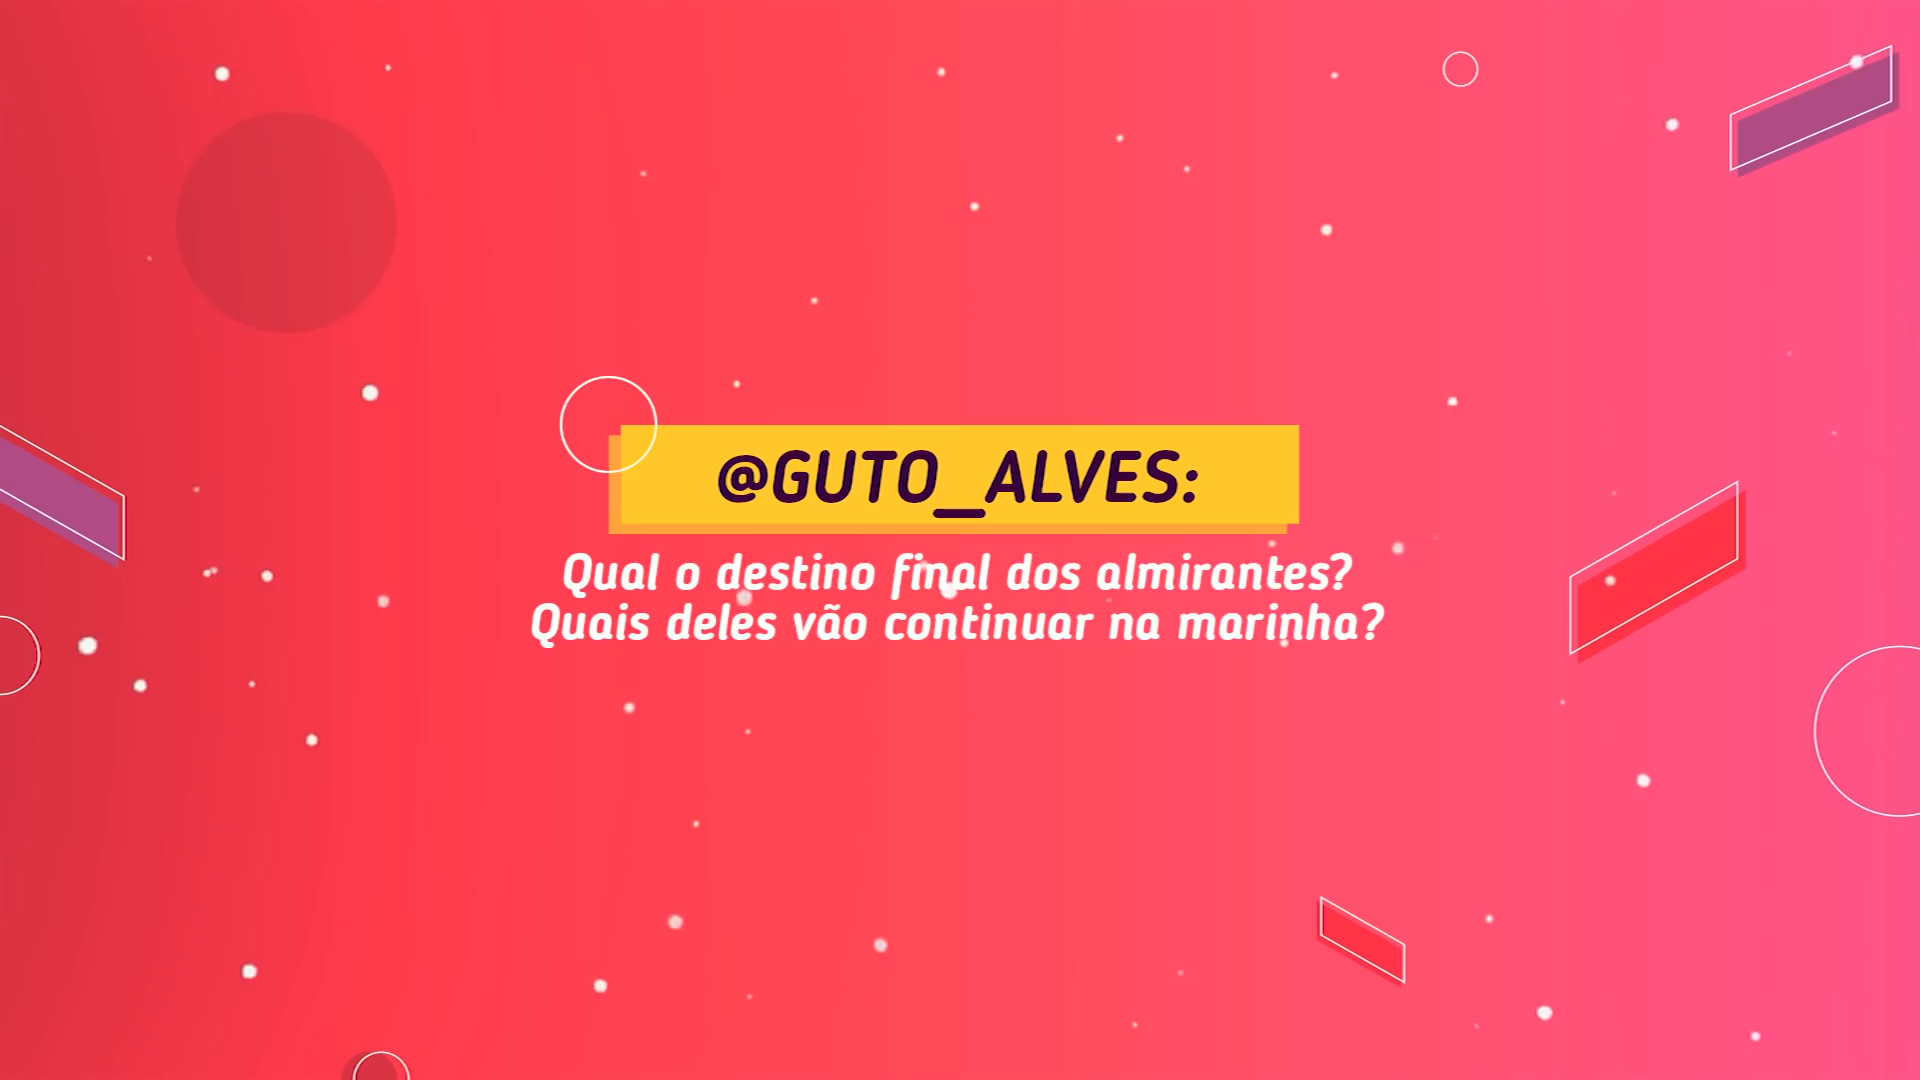 @GUTO_ALVES:
Qual o destino final dos almirantes?
Quais deles vão continuar na marinha?